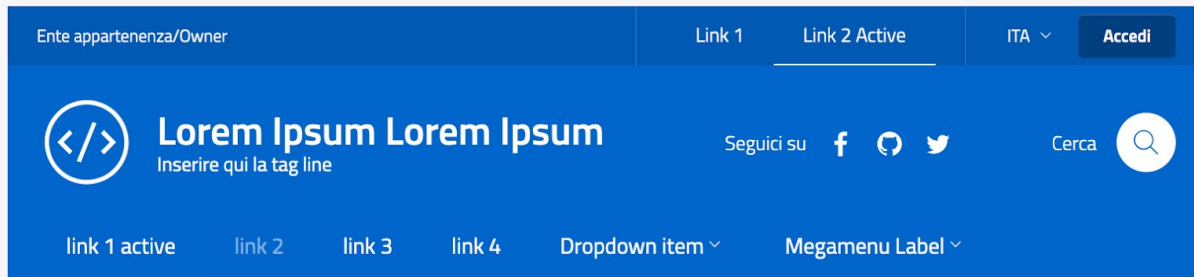 Ente appartenenza/Owner Link 1 Link 2 Active ITA Accedi
</> Lorem Ipsum Lorem Ipsum
Inserire qui la tag line
Seguici su Cerca
link 1 active link 2 link 3 link 4 Dropdown item Megamenu Label